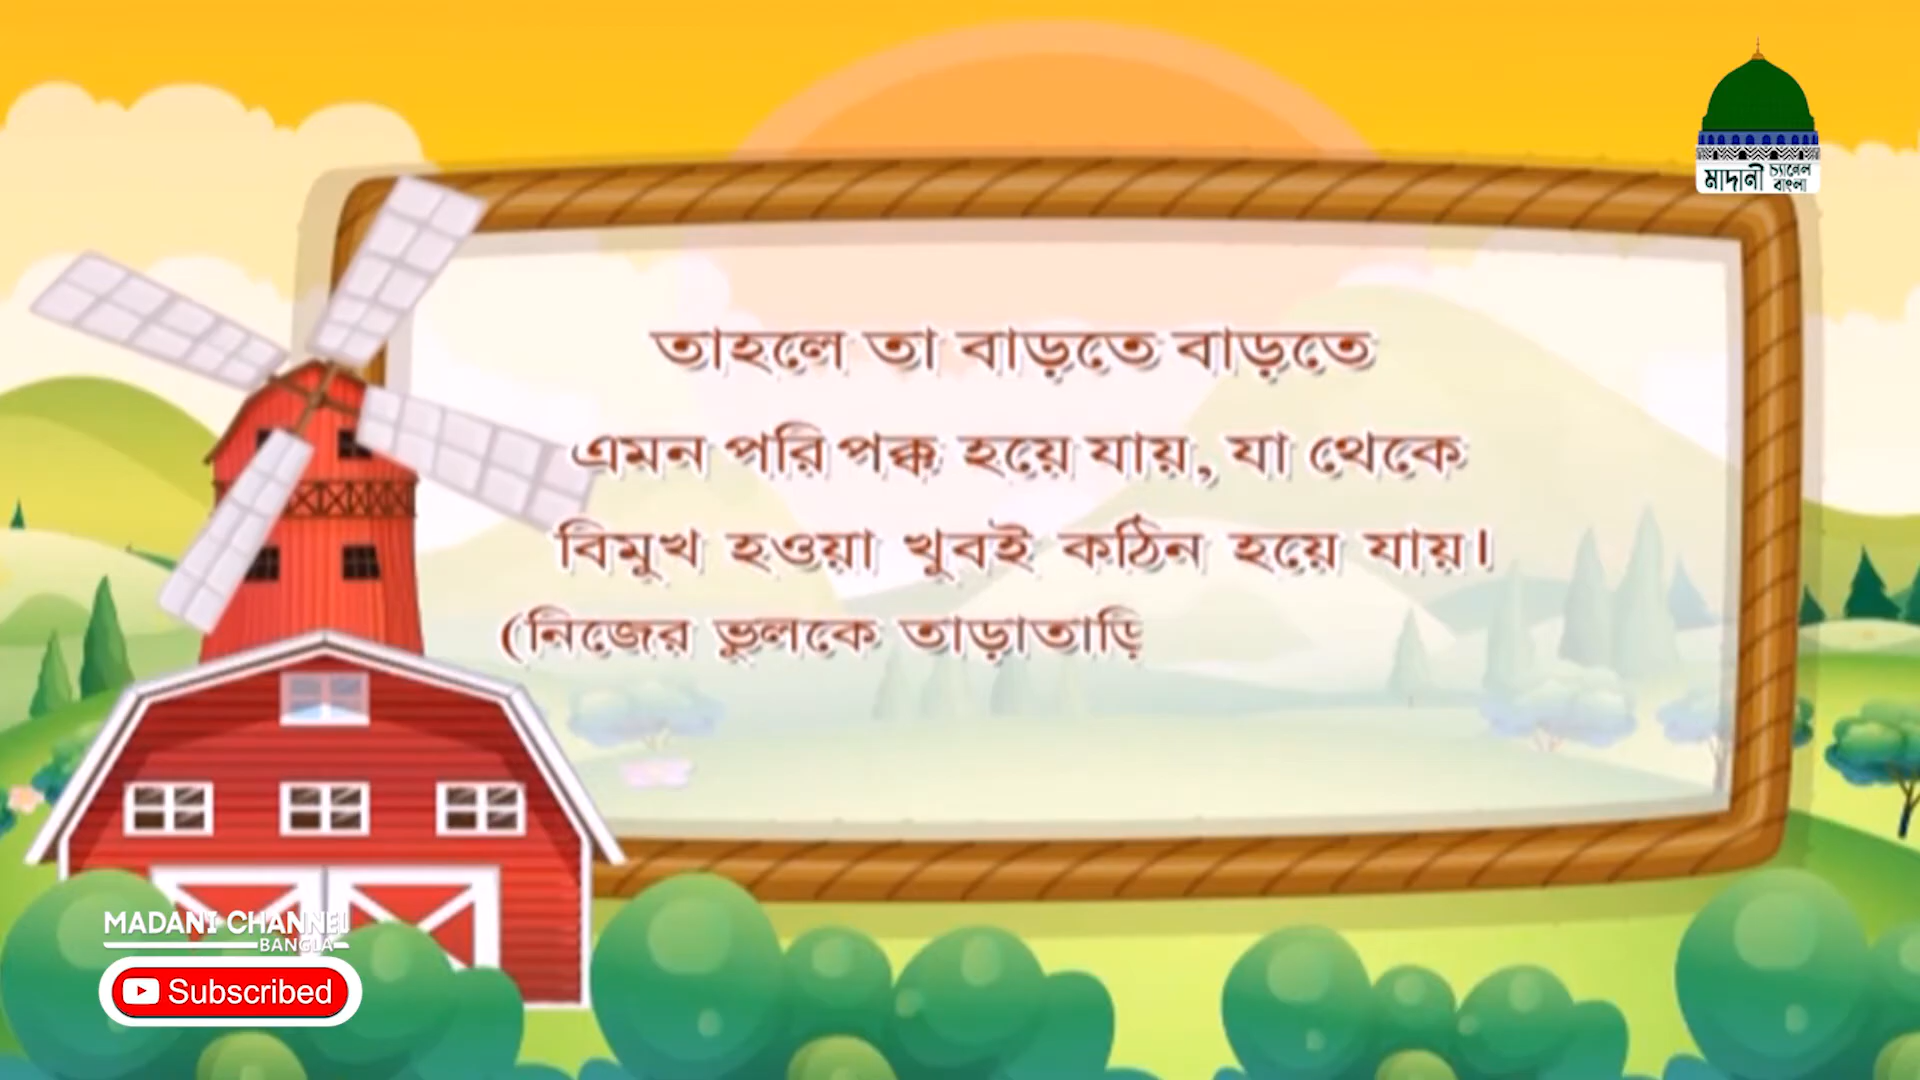 মাদানী চ্যানেল বাংলা
তাহলে তা বাড়তে বাড়তে
এমন পরিপক্ক হয়ে যায়, যা থেকে
বিমুখ হওয়া খুবই কঠিন হয়ে যায়।
(নিজের ভুলকে তাড়াতাড়ি
MADANI CHANNEL
BANGLA
Subscribed